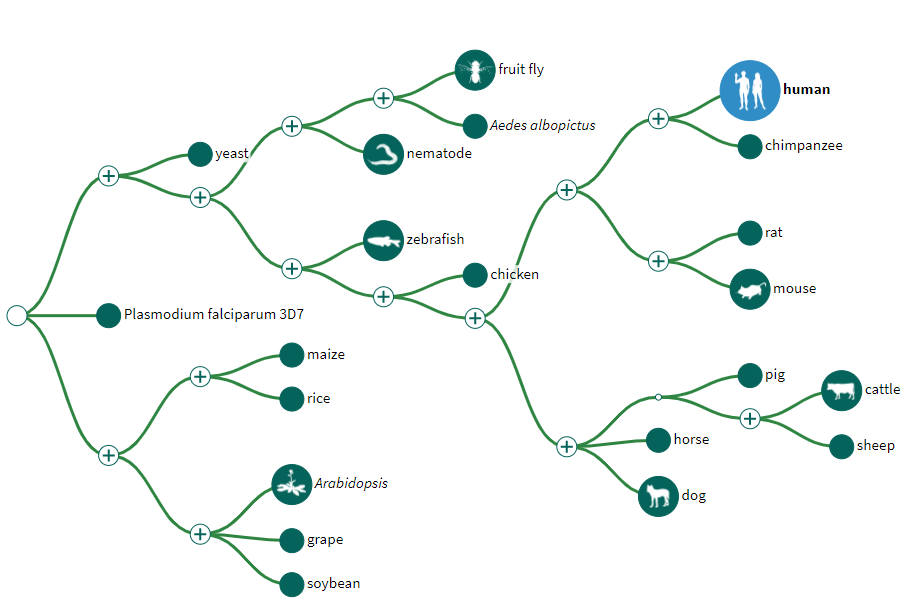 fruit fly
human
Aedes albopictus
chimpanzee
yeast
nematode
rat
zebrafish
chicken
mouse
Plasmodium falciparum 3D7
maize
pig
cattle
rice
horse
sheep
Arabidopsis
dog
grape
soybean